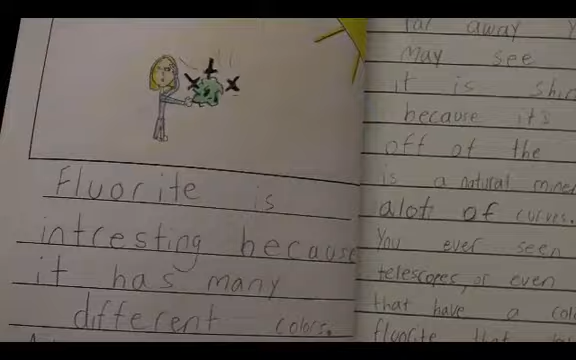 Fluorite is
intresting because
it has many
different colors.
far away
may see
it is
because it's
off of the
is a natural
alot of curves.
You ever seen
telescopes, or even
that have a
fluorite that